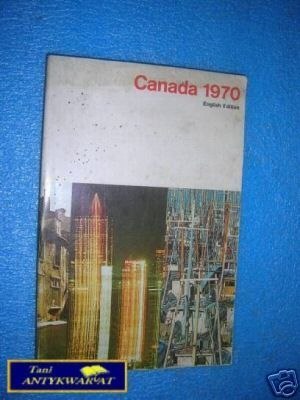 Canada 1970
English Edition
Tani
ANTYKWARIAT